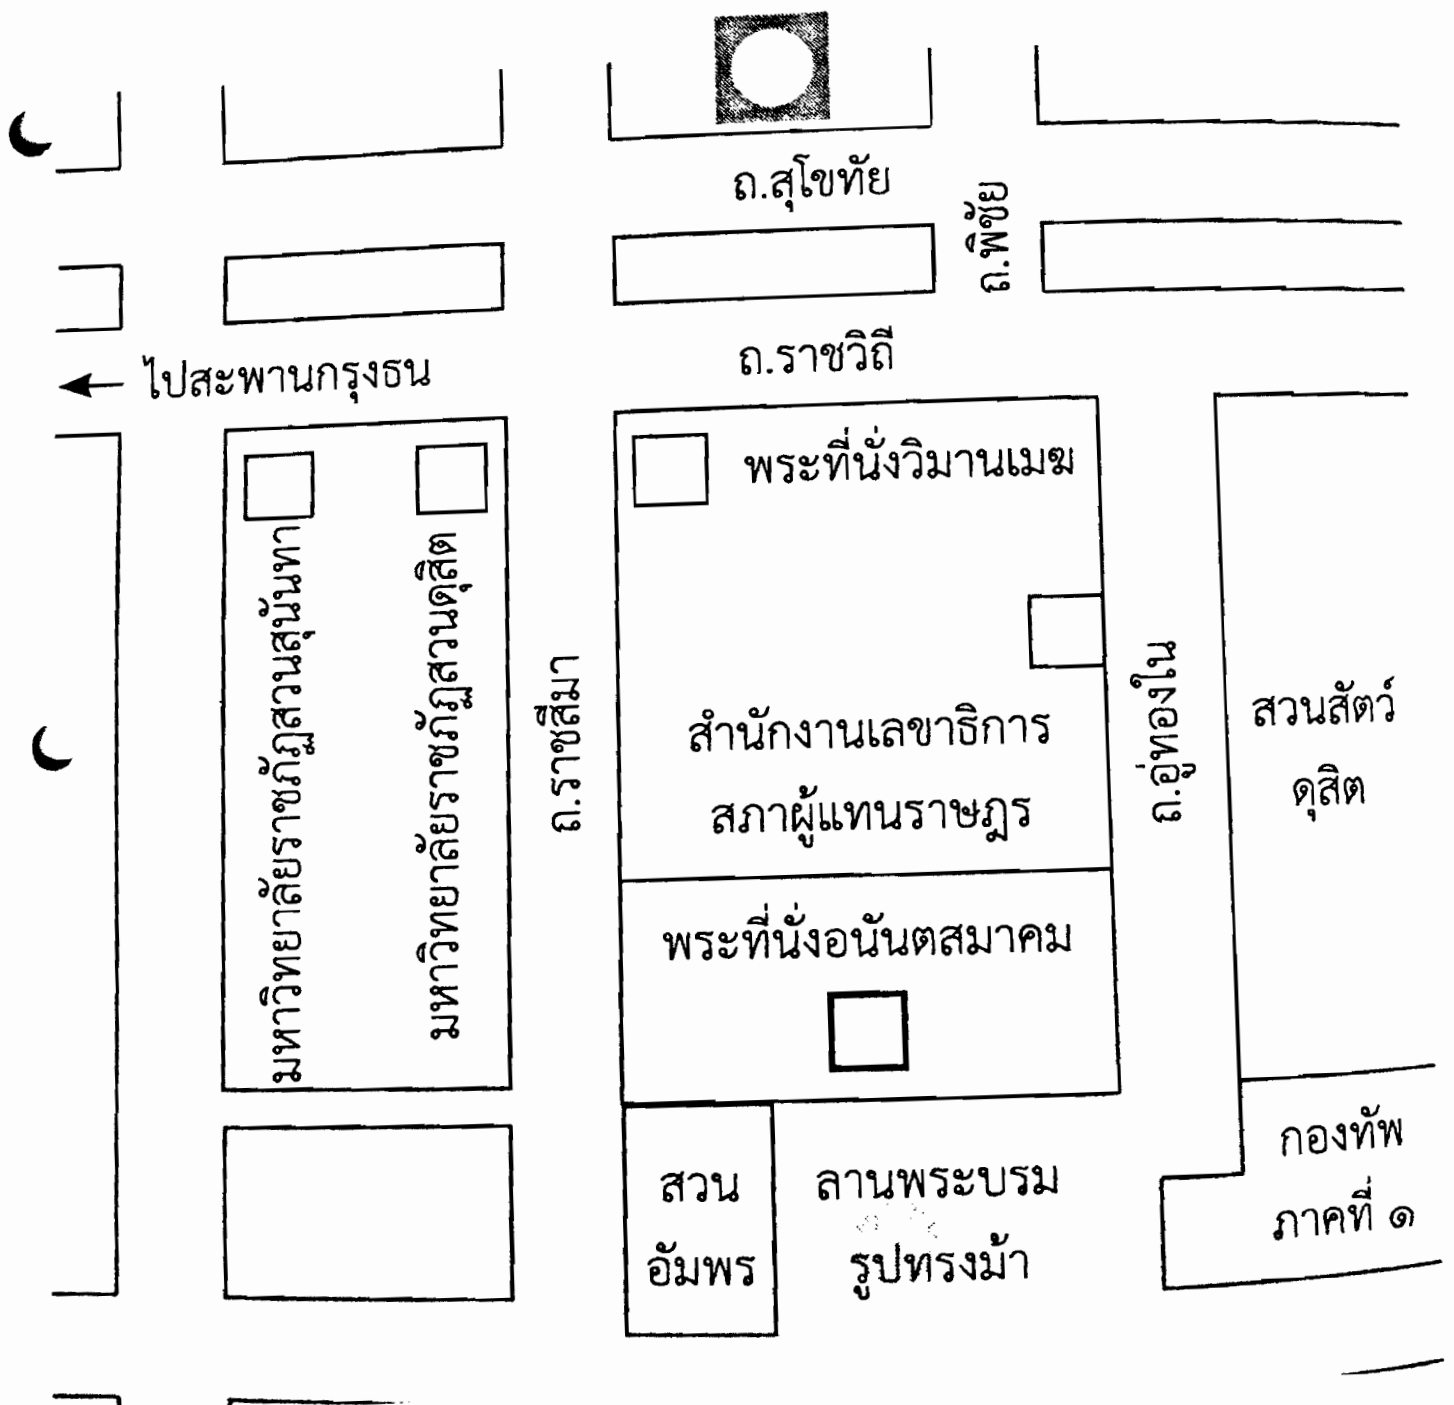 ถ.สุโขทัย
ถ.พิชัย
ถ.ราชวิถี
ไปสะพานกรุงธน
พระที่นั่งวิมานเมฆ
มหาวิทยาลัยราชภัฏสวนสุนันทา
มหาวิทยาลัยราชภัฏสวนดุสิต
ถ.ราชสีมา
สำนักงานเลขาธิการ
สภาผู้แทนราษฎร
ถ.อู่ทองใน
สวนสัตว์
ดุสิต
พระที่นั่งอนันตสมาคม
สวน
อัมพร
ลานพระบรม
รูปทรงม้า
กองทัพ
ภาคที่ ๑